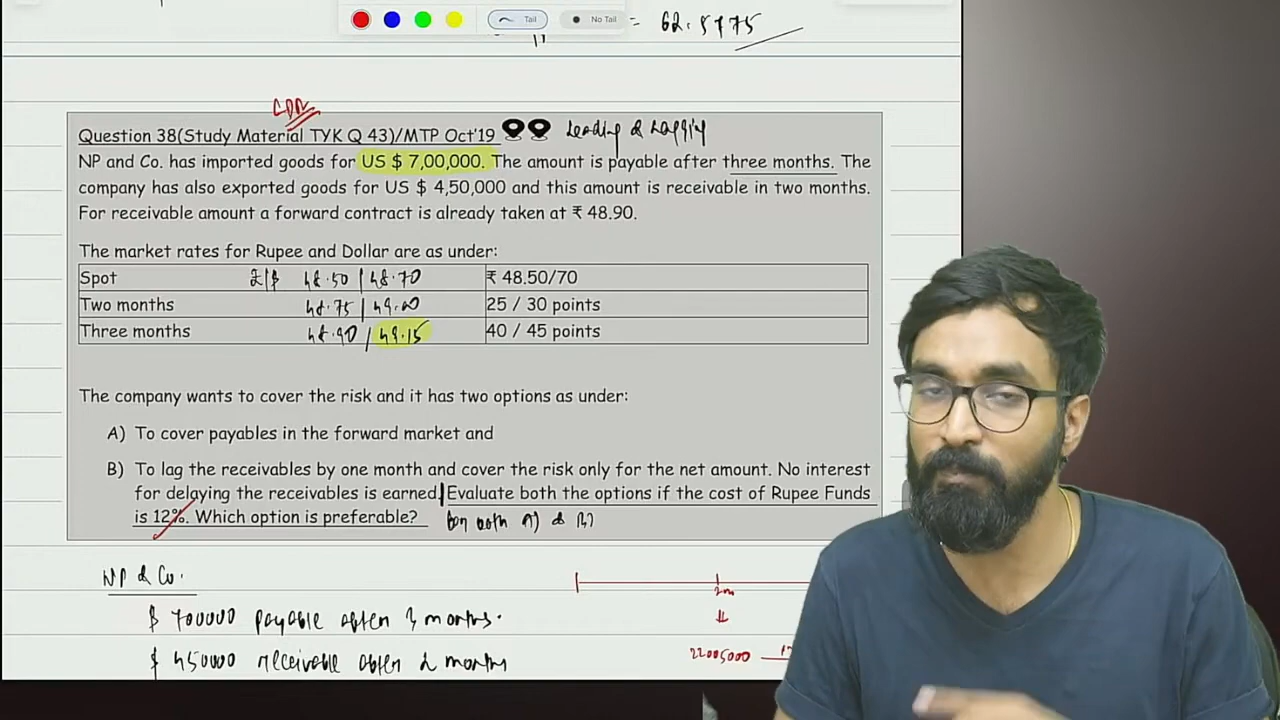 Tail No Tail
= 62.5975
LDR
Question 38(Study Material TYK Q 43)/MTP Oct'19 Leading & Lagging
NP and Co. has imported goods for US $ 7,00,000. The amount is payable after three months. The
company has also exported goods for US $ 4,50,000 and this amount is receivable in two months.
For receivable amount a forward contract is already taken at ₹ 48.90.
The market rates for Rupee and Dollar are as under:
Spot ₹/$ 48.50 / 48.70 ₹ 48.50/70
Two months 48.75 / 49.00 25 / 30 points
Three months 48.90 / 49.15 40 / 45 points
The company wants to cover the risk and it has two options as under:
A) To cover payables in the forward market and
B) To lag the receivables by one month and cover the risk only for the net amount. No interest
for delaying the receivables is earned. Evaluate both the options if the cost of Rupee Funds
is 12%. Which option is preferable? for both A) & B)
NP & Co.
2m
$ 700000 payable after 3 months.
$ 450000 receivable after 2 months
22005000